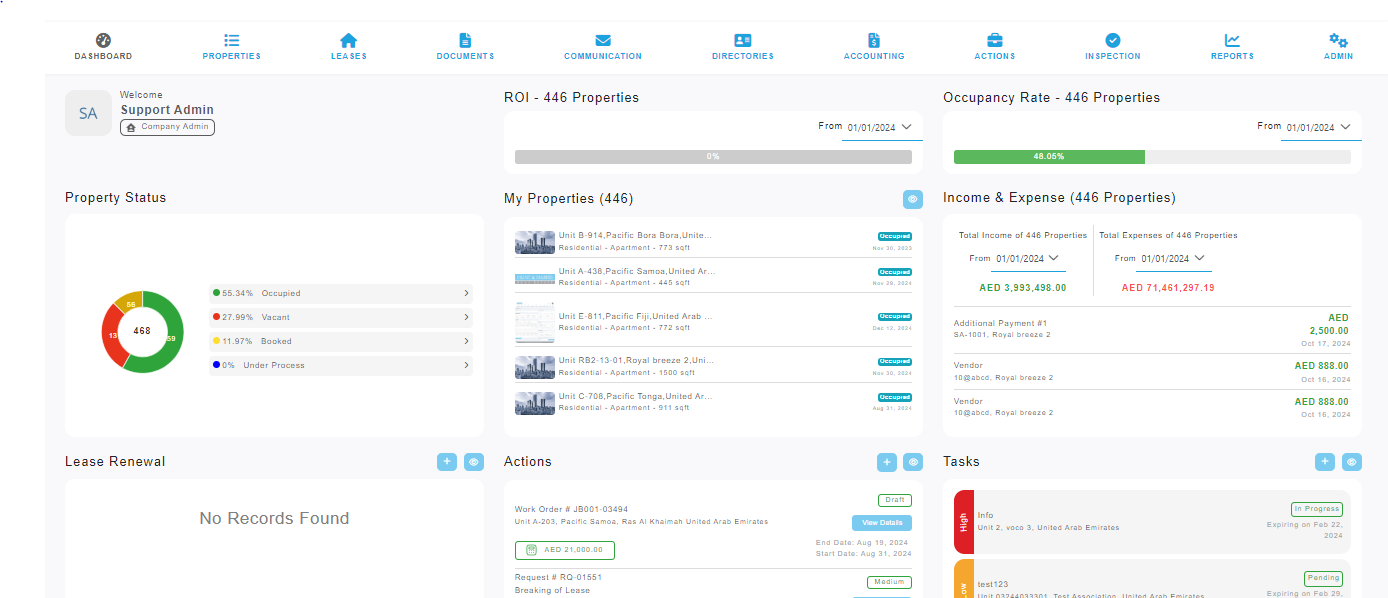 DASHBOARD
PROPERTIES
LEASES
DOCUMENTS
COMMUNICATION
DIRECTORIES
ACCOUNTING
ACTIONS
INSPECTION
REPORTS
ADMIN
SA
Welcome
Support Admin
Company Admin
ROI - 446 Properties
From 01/01/2024
0%
Occupancy Rate - 446 Properties
From 01/01/2024
48.05%
Property Status
468
55.34% Occupied
27.99% Vacant
11.97% Booked
0% Under Process
My Properties (446)
Unit B-914,Pacific Bora Bora,Unite...
Occupied
Residential - Apartment - 773 sqft
Nov 30, 2023
Unit A-438,Pacific Samoa,United Ar...
Occupied
Residential - Apartment - 445 sqft
Nov 28, 2024
Unit E-811,Pacific Fiji,United Arab ...
Occupied
Residential - Apartment - 772 sqft
Dec 12, 2024
Unit RB2-13-01,Royal breeze 2,Uni...
Occupied
Residential - Apartment - 1500 sqft
Nov 30, 2024
Unit C-708,Pacific Tonga,United Ar...
Occupied
Residential - Apartment - 911 sqft
Aug 31, 2024
Income & Expense (446 Properties)
Total Income of 446 Properties
From 01/01/2024
AED 3,993,498.00
Total Expenses of 446 Properties
From 01/01/2024
AED 71,461,297.19
Additional Payment #1
SA-1001, Royal breeze 2
AED
2,500.00
Oct 17, 2024
Vendor
AED 888.00
10@abcd, Royal breeze 2
Oct 16, 2024
Vendor
AED 888.00
10@abcd, Royal breeze 2
Oct 16, 2024
Lease Renewal
No Records Found
Actions
Draft
Work Order # JB001-03494
Unit A-203, Pacific Samoa, Ras Al Khaimah United Arab Emirates
View Details
AED 21,000.00
End Date: Aug 19, 2024
Start Date: Aug 31, 2024
Request # RQ-01551
Medium
Breaking of Lease
Tasks
High
Info
In Progress
Unit 2, voco 3, United Arab Emirates
Expiring on Feb 22,
2024
test123
Pending
Unit 03244033301, Test Association, United Arab Emirates
Expiring on Feb 29,